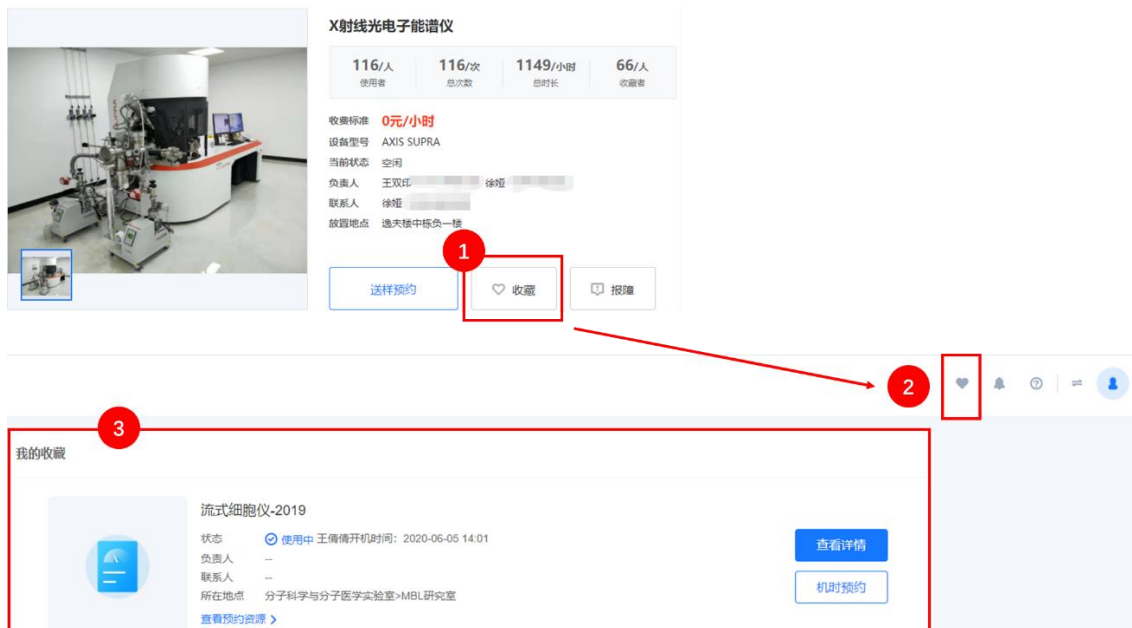 X射线光电子能谱仪
116/人 116/次 1149/小时 66/人
使用者 总次数 总时长 收藏者
收费标准 0元/小时
设备型号 AXIS SUPRA
当前状态 空闲
负责人 王双印 徐娅
联系人 徐娅
放置地点 逸夫楼中栋负一楼
1
送样预约 收藏 报障
2
3
我的收藏
流式细胞仪-2019
状态 使用中 王倩倩开机时间：2020-06-05 14:01
查看详情
负责人 --
联系人 --
机时预约
所在地点 分子科学与分子医学实验室>MBL研究室
查看预约资源 >